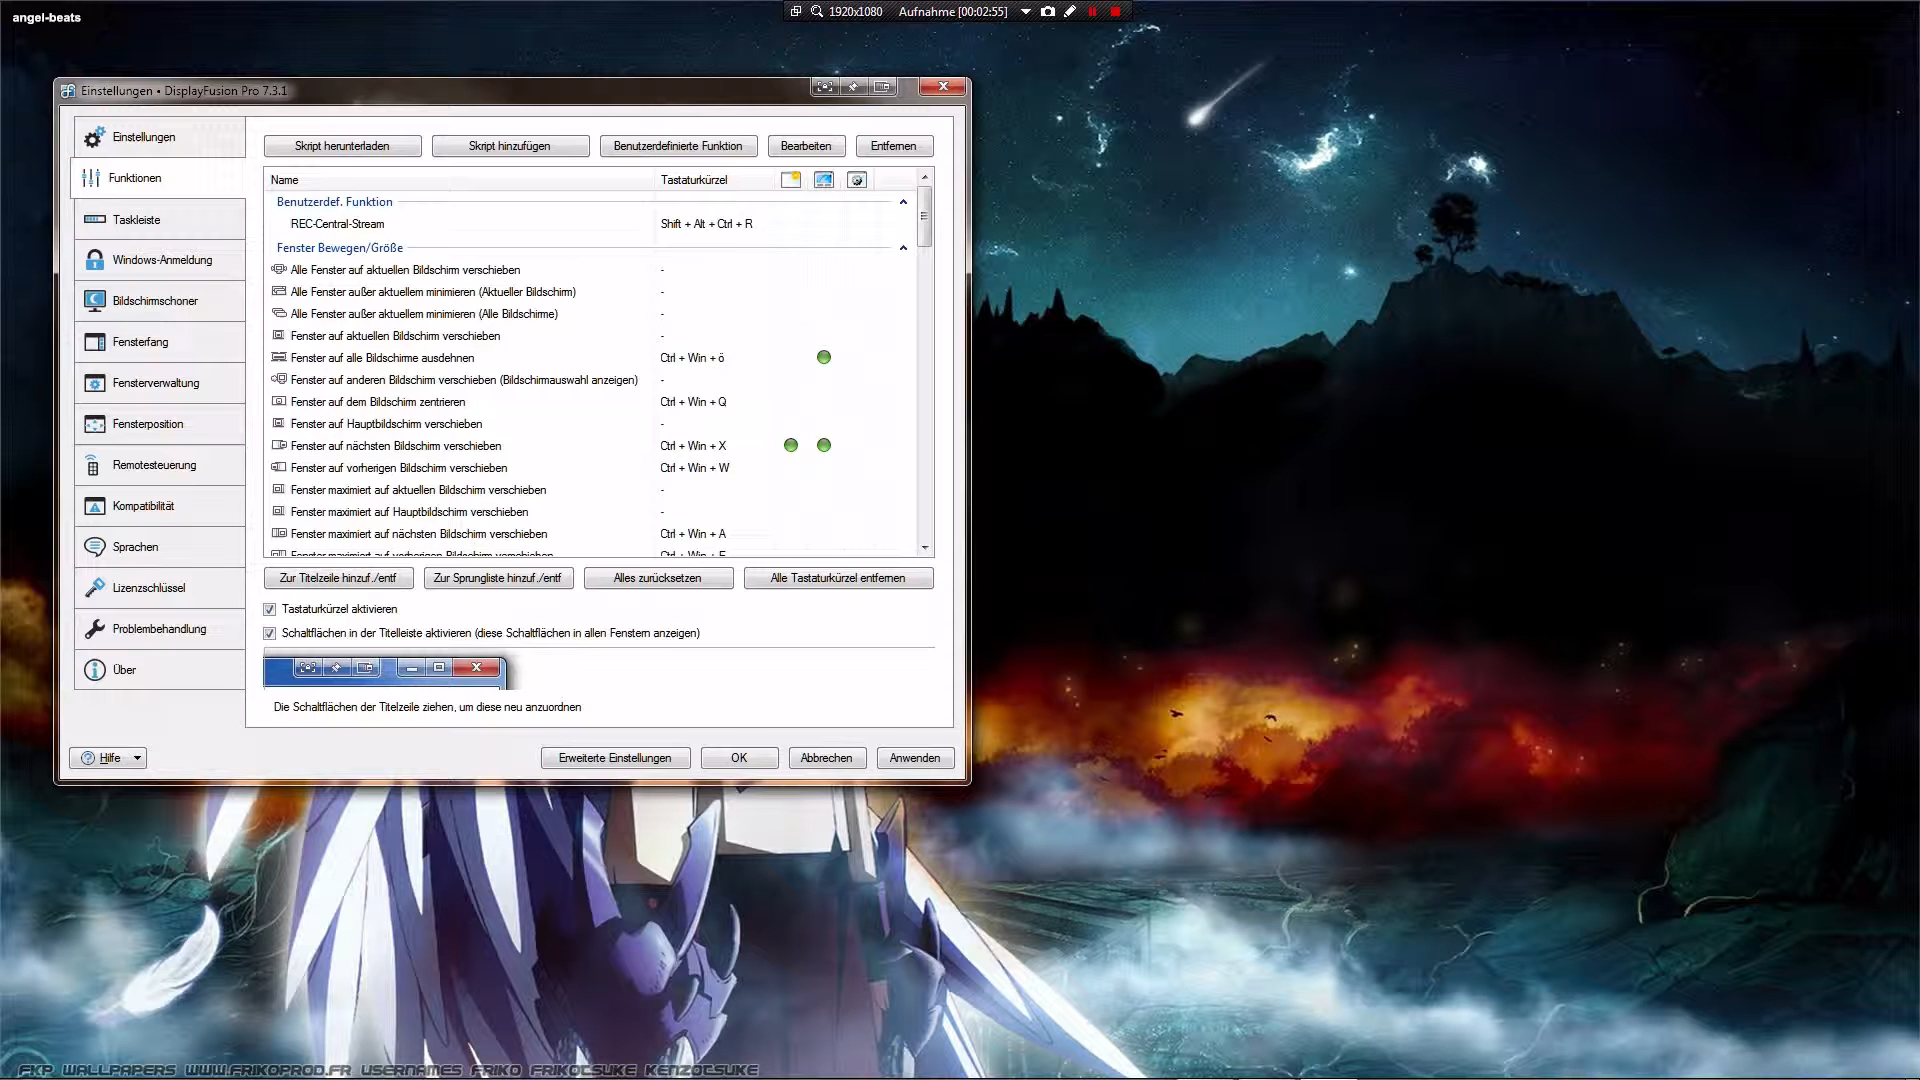 angel-beats
1920x1080 Aufnahme [00:02:55]
Einstellungen • DisplayFusion Pro 7.3.1
Einstellungen
Funktionen
Taskleiste
Windows-Anmeldung
Bildschirmschoner
Fensterfang
Fensterverwaltung
Fensterposition
Remotesteuerung
Kompatibilität
Sprachen
Lizenzschlüssel
Problembehandlung
Über
Skript herunterladen Skript hinzufügen Benutzerdefinierte Funktion Bearbeiten Entfernen
Name Tastaturkürzel
Benutzerdef. Funktion
REC-Central-Stream Shift + Alt + Ctrl + R
Fenster Bewegen/Größe
Alle Fenster auf aktuellen Bildschirm verschieben -
Alle Fenster außer aktuellem minimieren (Aktueller Bildschirm) -
Alle Fenster außer aktuellem minimieren (Alle Bildschirme) -
Fenster auf aktuellen Bildschirm verschieben -
Fenster auf alle Bildschirme ausdehnen Ctrl + Win + ö
Fenster auf anderen Bildschirm verschieben (Bildschirmauswahl anzeigen) -
Fenster auf dem Bildschirm zentrieren Ctrl + Win + Q
Fenster auf Hauptbildschirm verschieben -
Fenster auf nächsten Bildschirm verschieben Ctrl + Win + X
Fenster auf vorherigen Bildschirm verschieben Ctrl + Win + W
Fenster maximiert auf aktuellen Bildschirm verschieben -
Fenster maximiert auf Hauptbildschirm verschieben -
Fenster maximiert auf nächsten Bildschirm verschieben Ctrl + Win + A
Fenster maximiert auf vorherigen Bildschirm verschieben Ctrl + Win
Zur Titelzeile hinzuf./entf Zur Sprungliste hinzuf./entf Alles zurücksetzen Alle Tastaturkürzel entfernen
Tastaturkürzel aktivieren
Schaltflächen in der Titelleiste aktivieren (diese Schaltflächen in allen Fenstern anzeigen)
Die Schaltflächen der Titelzeile ziehen, um diese neu anzuordnen
Hilfe Erweiterte Einstellungen OK Abbrechen Anwenden
FKP WALLPAPERS WWW.FRIKOPROD.FR USERNAMES FRIKO FRIKOTSUKE KENZOTSUKE